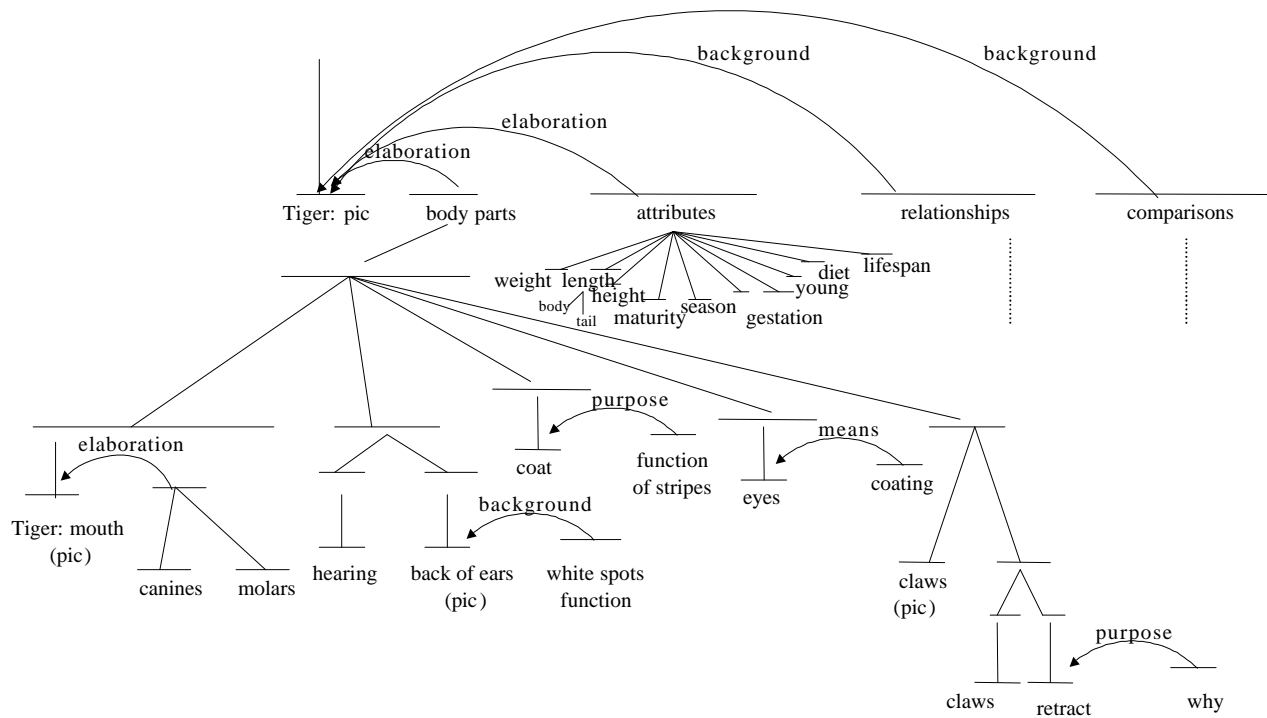 background
background
elaboration
elaboration
Tiger: pic
body parts
attributes
relationships
comparisons
weight
length
height
body
tail
maturity
season
gestation
young
diet
lifespan
elaboration
Tiger: mouth
(pic)
canines
molars
hearing
back of ears
(pic)
background
white spots
function
coat
purpose
function
of stripes
eyes
means
coating
claws
(pic)
claws
retract
purpose
why